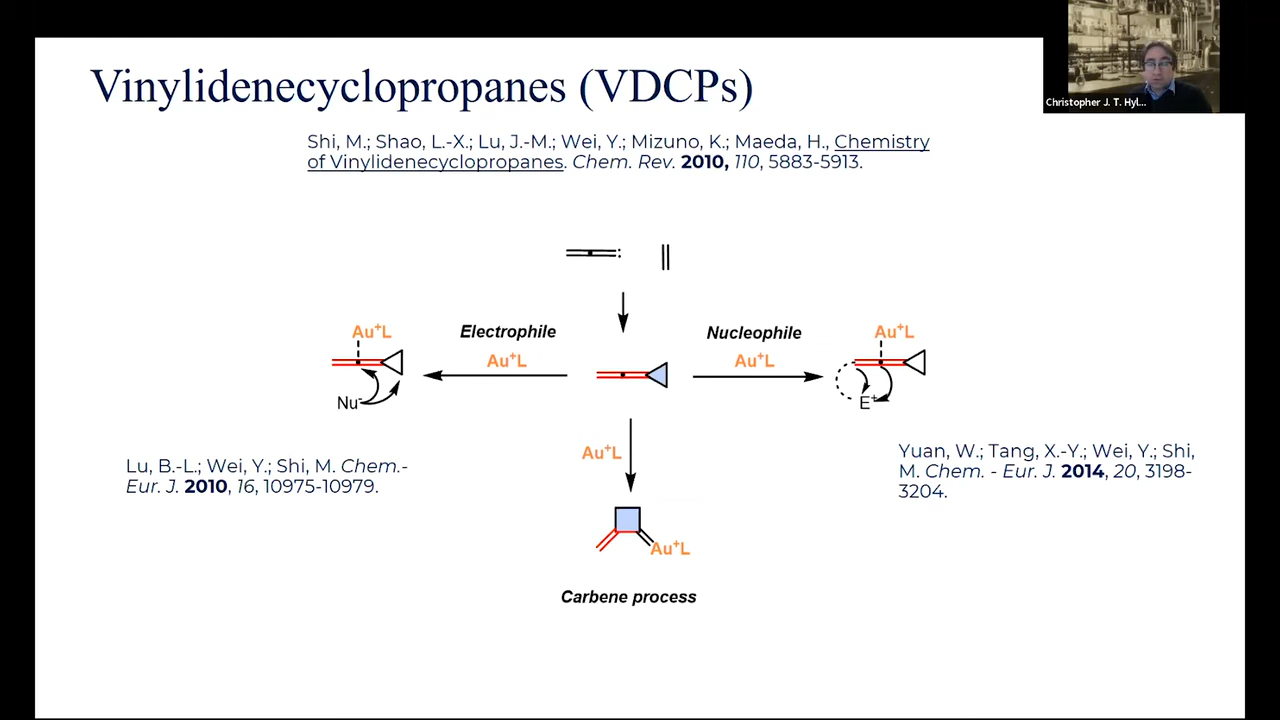 Vinylidenecyclopropanes (VDCPs)
Christopher J. T. Hyl...
Shi, M.; Shao, L.-X.; Lu, J.-M.; Wei, Y.; Mizuno, K.; Maeda, H., Chemistry
of Vinylidenecyclopropanes. Chem. Rev. 2010, 110, 5883-5913.
Au⁺L
Electrophile
Au⁺L
Nucleophile
Au⁺L
Au⁺L
Nu⁻
E⁺
Au⁺L
Lu, B.-L.; Wei, Y.; Shi, M. Chem.-
Eur. J. 2010, 16, 10975-10979.
Yuan, W.; Tang, X.-Y.; Wei, Y.; Shi,
M. Chem. - Eur. J. 2014, 20, 3198-
3204.
Au⁺L
Carbene process